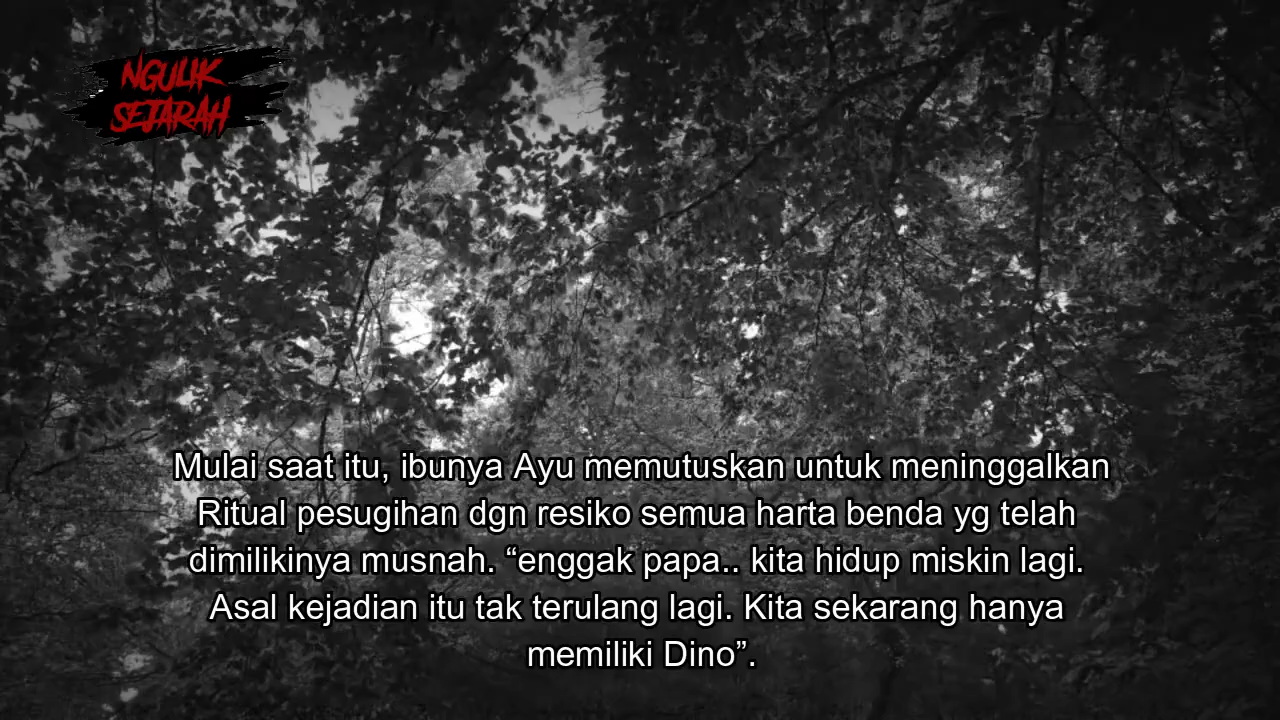 NGULIK
SEJARAH
Mulai saat itu, ibunya Ayu memutuskan untuk meninggalkan
Ritual pesugihan dgn resiko semua harta benda yg telah
dimilikinya musnah. “enggak papa.. kita hidup miskin lagi.
Asal kejadian itu tak terulang lagi. Kita sekarang hanya
memiliki Dino”.